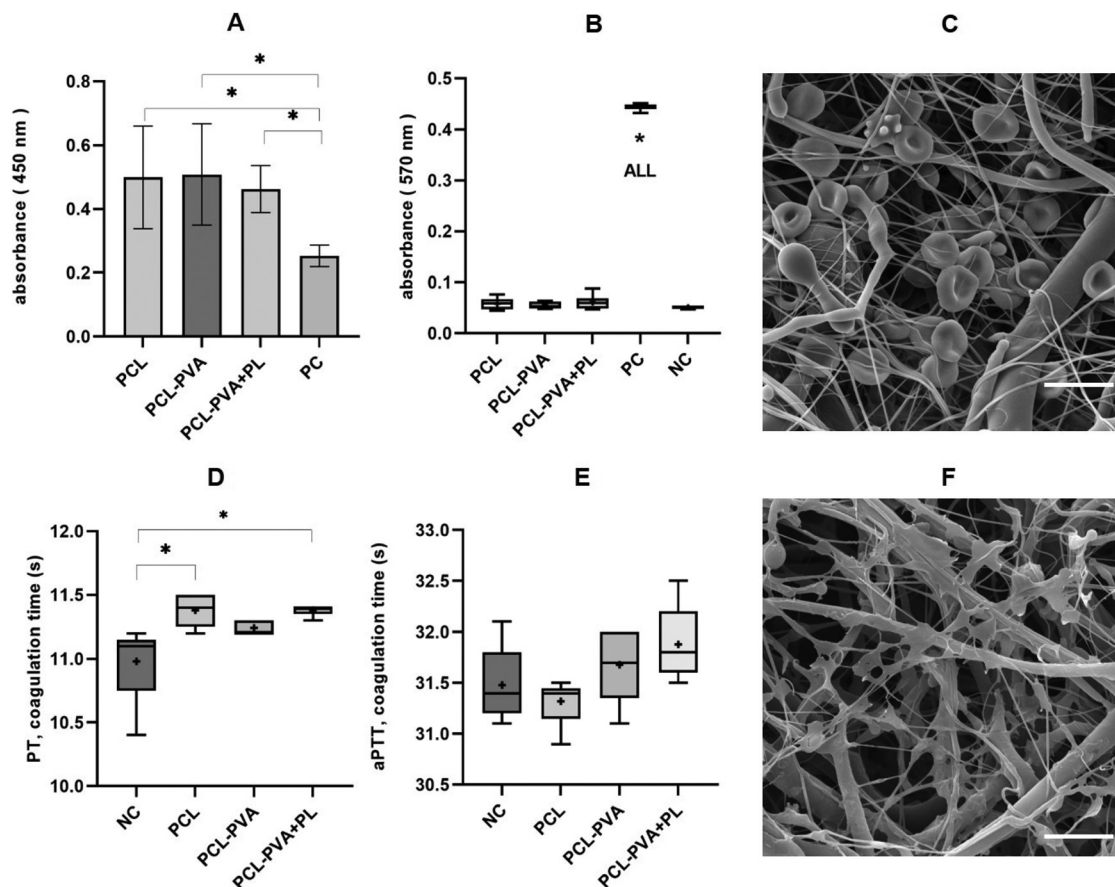 A
absorbance ( 450 nm )
0.8
0.6
0.4
0.2
0.0
*
*
*
PCL
PCL-PVA
PCL-PVA+PL
PC
B
absorbance ( 570 nm )
0.5
0.4
0.3
0.2
0.1
0.0
*
ALL
PCL
PCL-PVA
PCL-PVA+PL
PC
NC
C
D
PT, coagulation time (s)
12.0
11.5
11.0
10.5
10.0
*
*
NC
PCL
PCL-PVA
PCL-PVA+PL
E
aPTT, coagulation time (s)
33.0
32.5
32.0
31.5
31.0
30.5
NC
PCL
PCL-PVA
PCL-PVA+PL
F